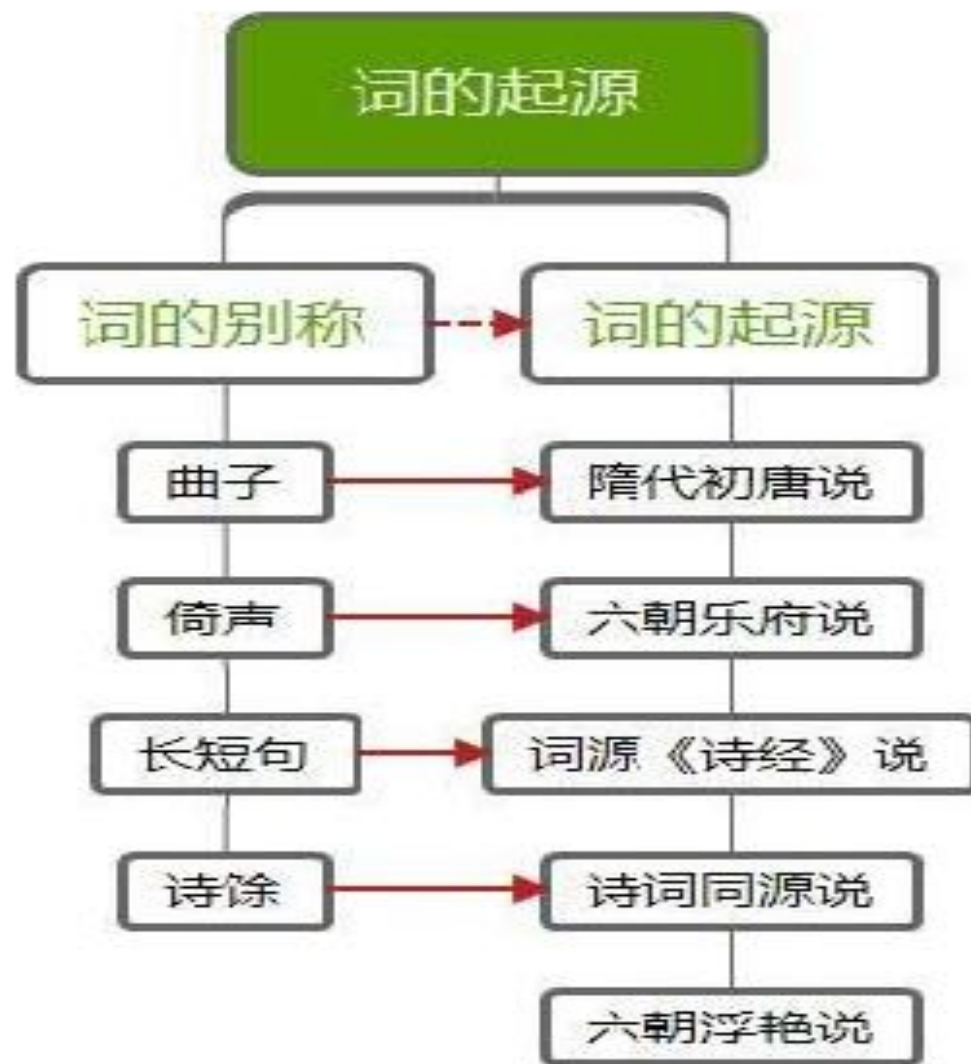 词的起源
词的别称 词的起源
曲子 隋代初唐说
倚声 六朝乐府说
长短句 词源《诗经》说
诗馀 诗词同源说
六朝浮艳说